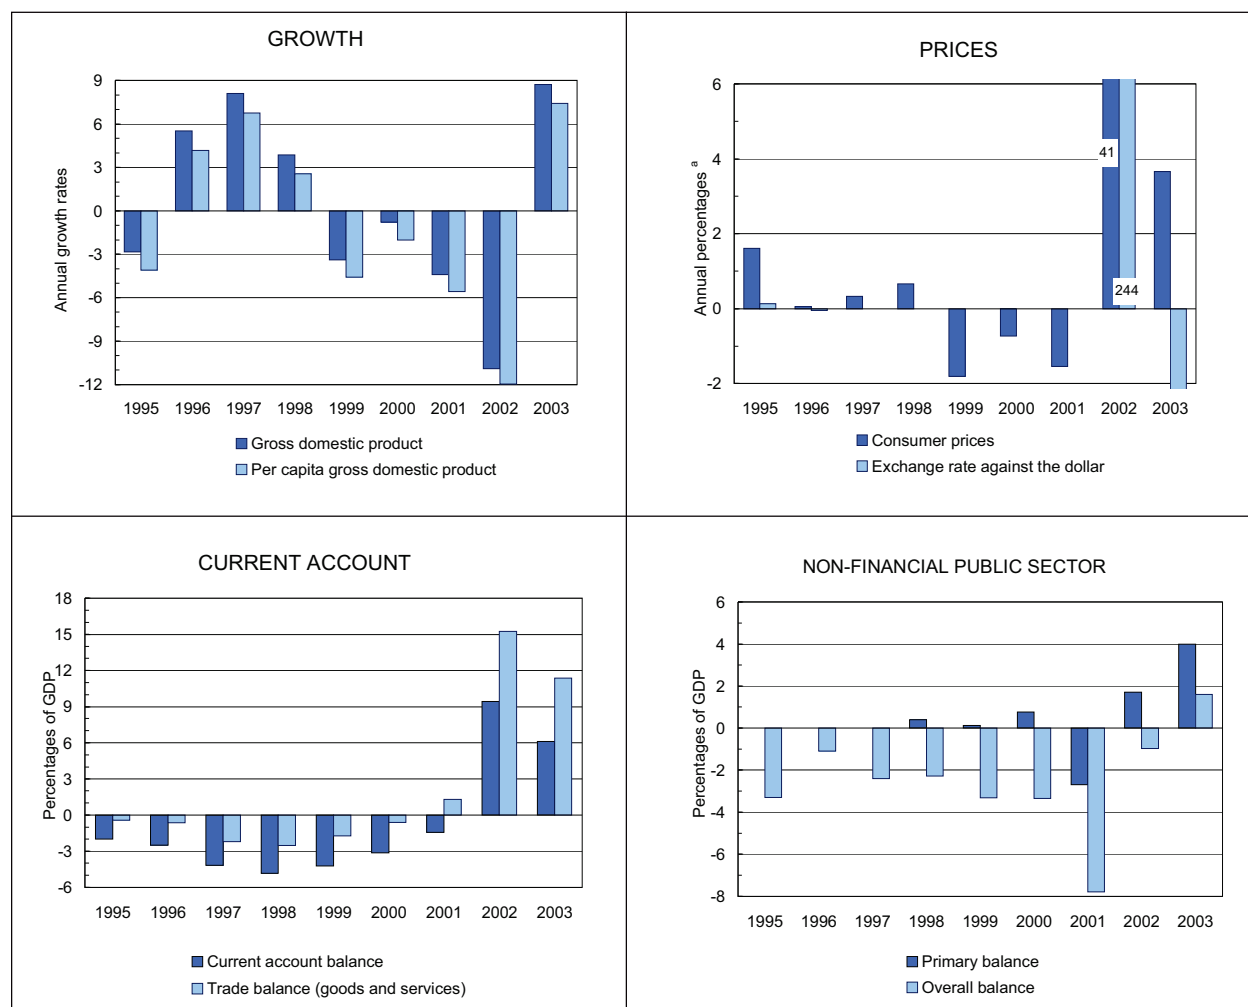 GROWTH
Annual growth rates
9
6
3
0
-3
-6
-9
-12
1995 1996 1997 1998 1999 2000 2001 2002 2003
Gross domestic product
Per capita gross domestic product
PRICES
Annual percentages a
6
4
2
0
-2
41
244
1995 1996 1997 1998 1999 2000 2001 2002 2003
Consumer prices
Exchange rate against the dollar
CURRENT ACCOUNT
Percentages of GDP
18
15
12
9
6
3
0
-3
-6
1995 1996 1997 1998 1999 2000 2001 2002 2003
Current account balance
Trade balance (goods and services)
NON-FINANCIAL PUBLIC SECTOR
Percentages of GDP
6
4
2
0
-2
-4
-6
-8
1995 1996 1997 1998 1999 2000 2001 2002 2003
Primary balance
Overall balance